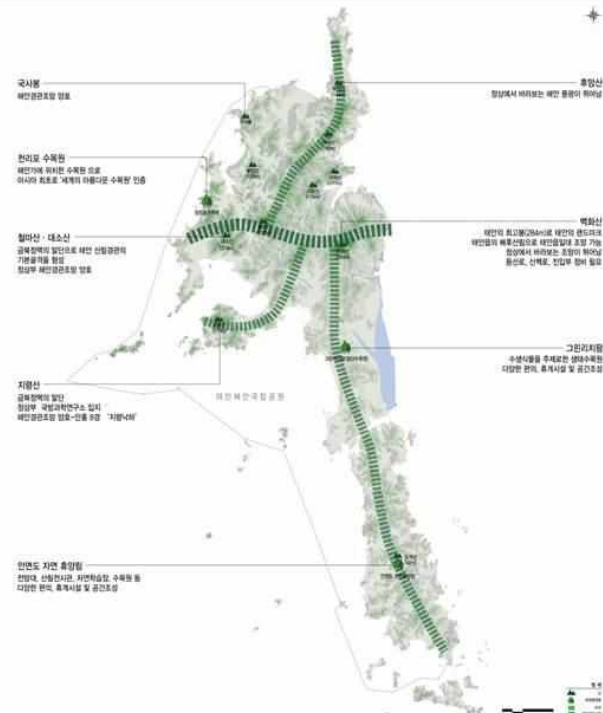 국사봉
해안경관조망 양호
천리포 수목원
해안가에 위치한 수목원 으로
아시아 최초로 '세계의 아름다운 수목원' 인증
철마산 · 대소산
금북정맥의 일단으로 태안 산림경관의
기본골격을 형성
정상부 해안경관조망 양호
지령산
금북정맥의 일단
정상부 국방과학연구소 입지
해안경관조망 양호-안흥 8경 '지령낙하'
안면도 자연 휴양림
전망대, 산림전시관, 자연학습장, 수목원 등
다양한 편의, 휴게시설 및 공간조성
태안해안국립공원
후망산
정상에서 바라보는 해안 풍광이 뛰어남
백화산
태안의 최고봉(284m)로 태안의 랜드마크
태안읍의 배후산림으로 태안읍일대 조망 가능
정상에서 바라보는 조망이 뛰어남
등산로, 산책로, 진입부 정비 필요
그린리치팜
수생식물을 주제로한 생태수목원
다양한 편의, 휴게시설 및 공간조성